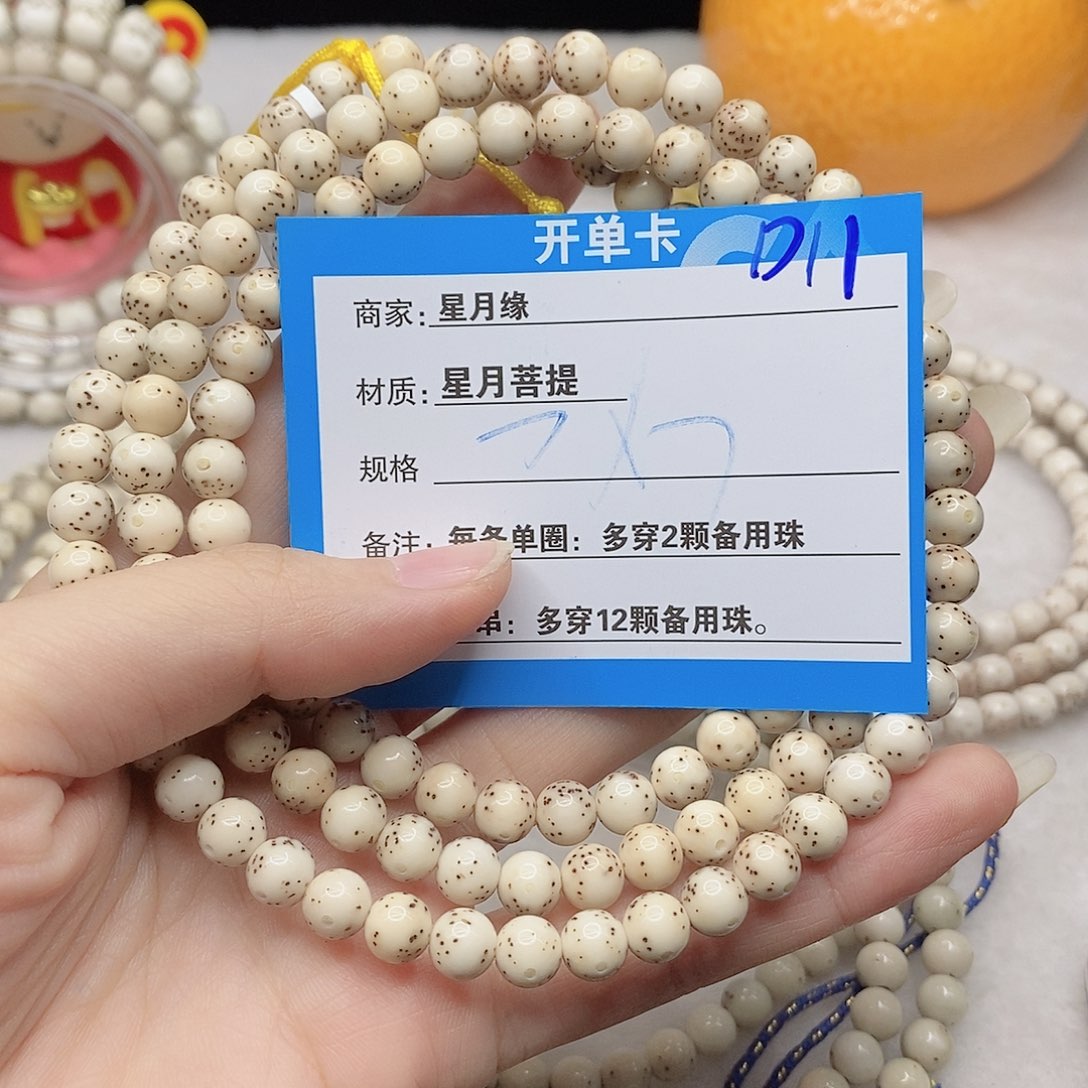 开单卡 D11
商家：星月缘
材质：星月菩提
规格 7X7
备注：每条单圈：多穿2颗备用珠
串：多穿12颗备用珠。